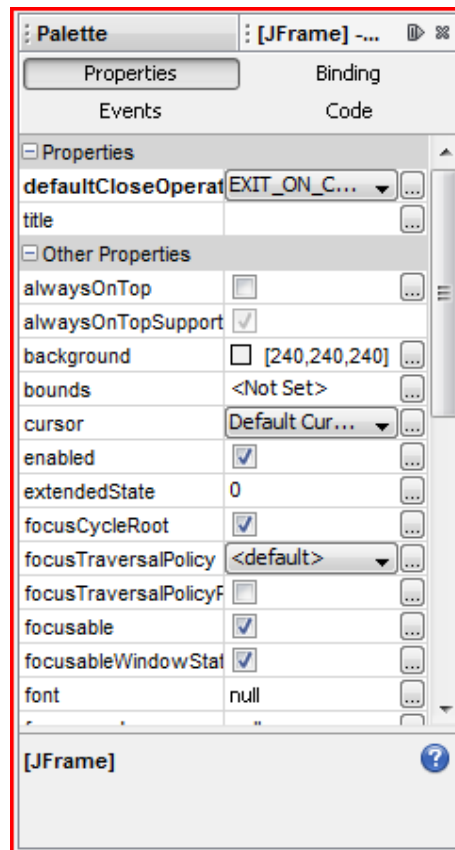 Palette [JFrame] -...
Properties Binding
Events Code
Properties
defaultCloseOperat EXIT_ON_C... ...
title ...
Other Properties
alwaysOnTop ...
alwaysOnTopSupport
background [240,240,240] ...
bounds <Not Set> ...
cursor Default Cur... ...
enabled ...
extendedState 0 ...
focusCycleRoot ...
focusTraversalPolicy <default> ...
focusTraversalPolicyP ...
focusable ...
focusableWindowStat ...
font null ...
[JFrame]